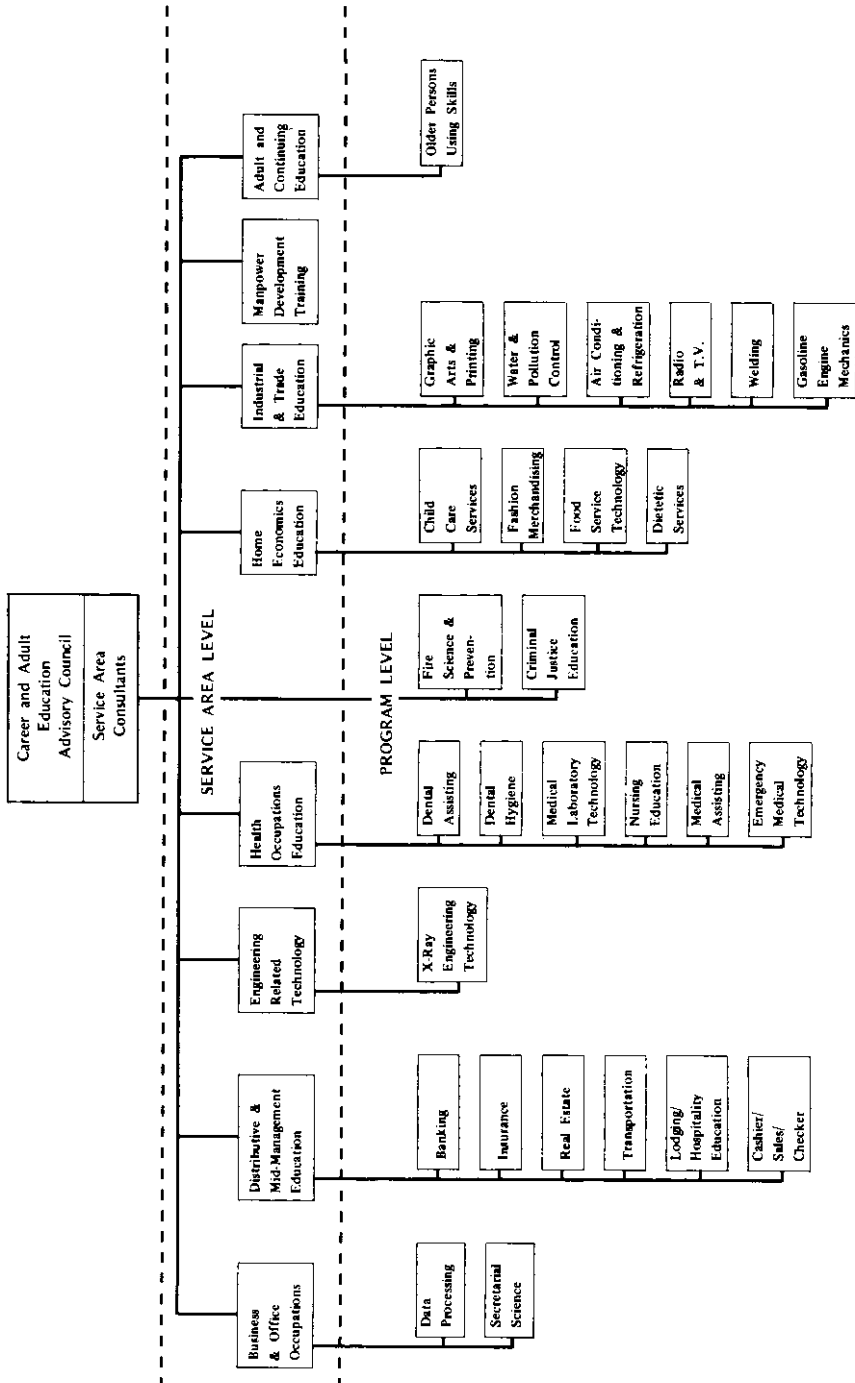 Career and Adult
Education
Advisory Council
Service Area
Consultants
SERVICE AREA LEVEL
Business
& Office
Occupations
Distributive &
Mid-Management
Education
Engineering
Related
Technology
Health
Occupations
Education
Home
Economics
Education
Industrial
& Trade
Education
Manpower
Development
Training
Adult and
Continuing
Education
PROGRAM LEVEL
Data
Processing
Secretarial
Science
Banking
Insurance
Real Estate
Transportation
Lodging/
Hospitality
Education
Cashier/
Sales/
Checker
X-Ray
Engineering
Technology
Dental
Assisting
Dental
Hygiene
Medical
Laboratory
Technology
Nursing
Education
Medical
Assisting
Emergency
Medical
Technology
Fire
Science &
Preven-
tion
Criminal
Justice
Education
Child
Care
Services
Fashion
Merchandising
Food
Service
Technology
Dietetic
Services
Graphic
Arts &
Printing
Water &
Pollution
Control
Air Condi-
tioning &
Refrigeration
Radio
& T.V.
Welding
Gasoline
Engine
Mechanics
Older Persons
Using Skills